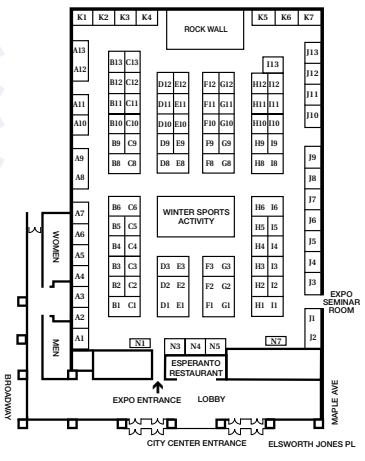 K1 K2 K3 K4 K5 K6 K7
ROCK WALL
A13 J13
B13 C13 I13
A12 J12
B12 C12 D12 E12 F12 G12 H12 I12
J11
A11 B11 C11 D11 E11 F11 G11 H11 I11
A10 B10 C10 D10 E10 F10 G10 H10 I10 J10
B9 C9 D9 E9 F9 G9 H9 I9
A9 J9
B8 C8 D8 E8 F8 G8 H8 I8
A8 J8
J7
A7 B6 C6 H6 I6
WINTER SPORTS
ACTIVITY
J6
B5 C5 H5 I5
A6 J5
B4 C4 H4 I4
WOMEN
A5 J4
B3 C3 D3 E3 F3 G3 H3 I3
A4 J3
B2 C2 D2 E2 F2 G2 H2 I2
A3
B1 C1 D1 E1 F1 G1 H1 I1
EXPO
SEMINAR
ROOM
A2 J1
MEN
A1 N1 N3 N4 N5 N7 J2
ESPERANTO
RESTAURANT
BROADWAY
EXPO ENTRANCE LOBBY
MAPLE AVE
CITY CENTER ENTRANCE ELSWORTH JONES PL